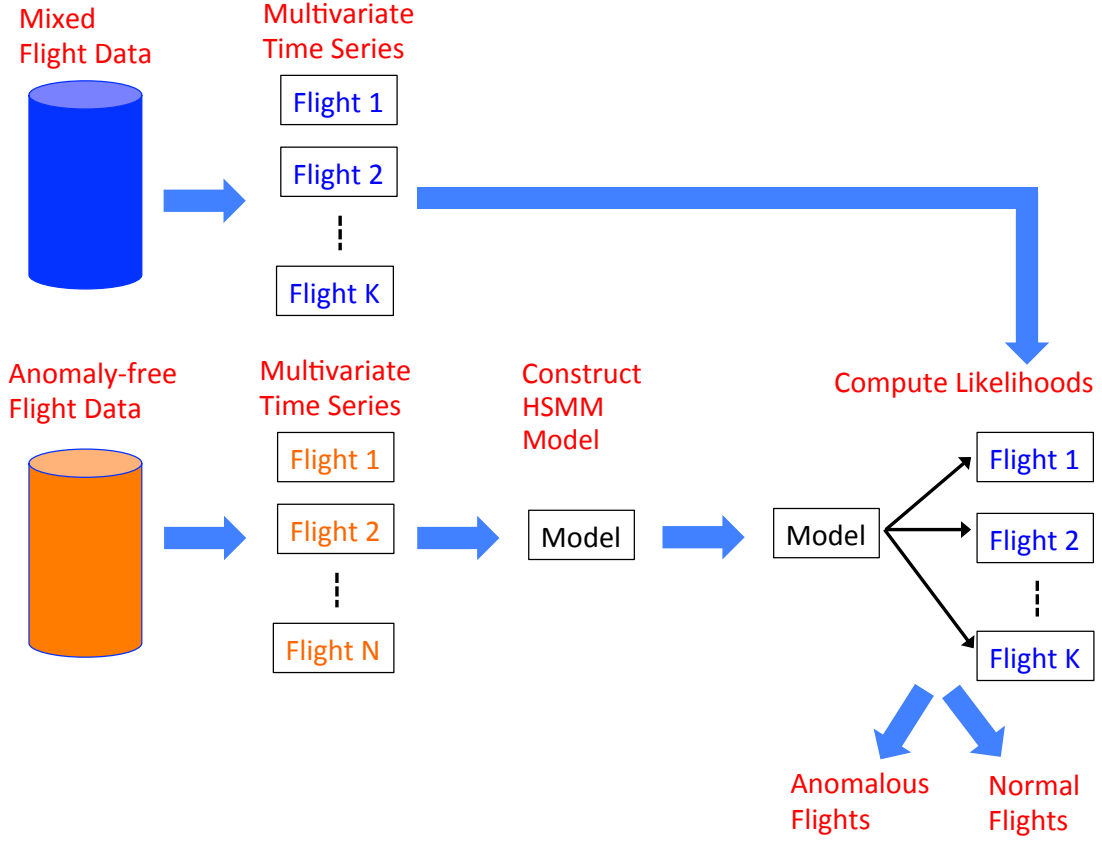 Mixed
Flight Data
Multivariate
Time Series
Flight 1
Flight 2
Flight K
Anomaly-free
Flight Data
Multivariate
Time Series
Flight 1
Flight 2
Flight N
Construct
HSMM
Model
Model
Compute Likelihoods
Model
Flight 1
Flight 2
Flight K
Anomalous
Flights
Normal
Flights